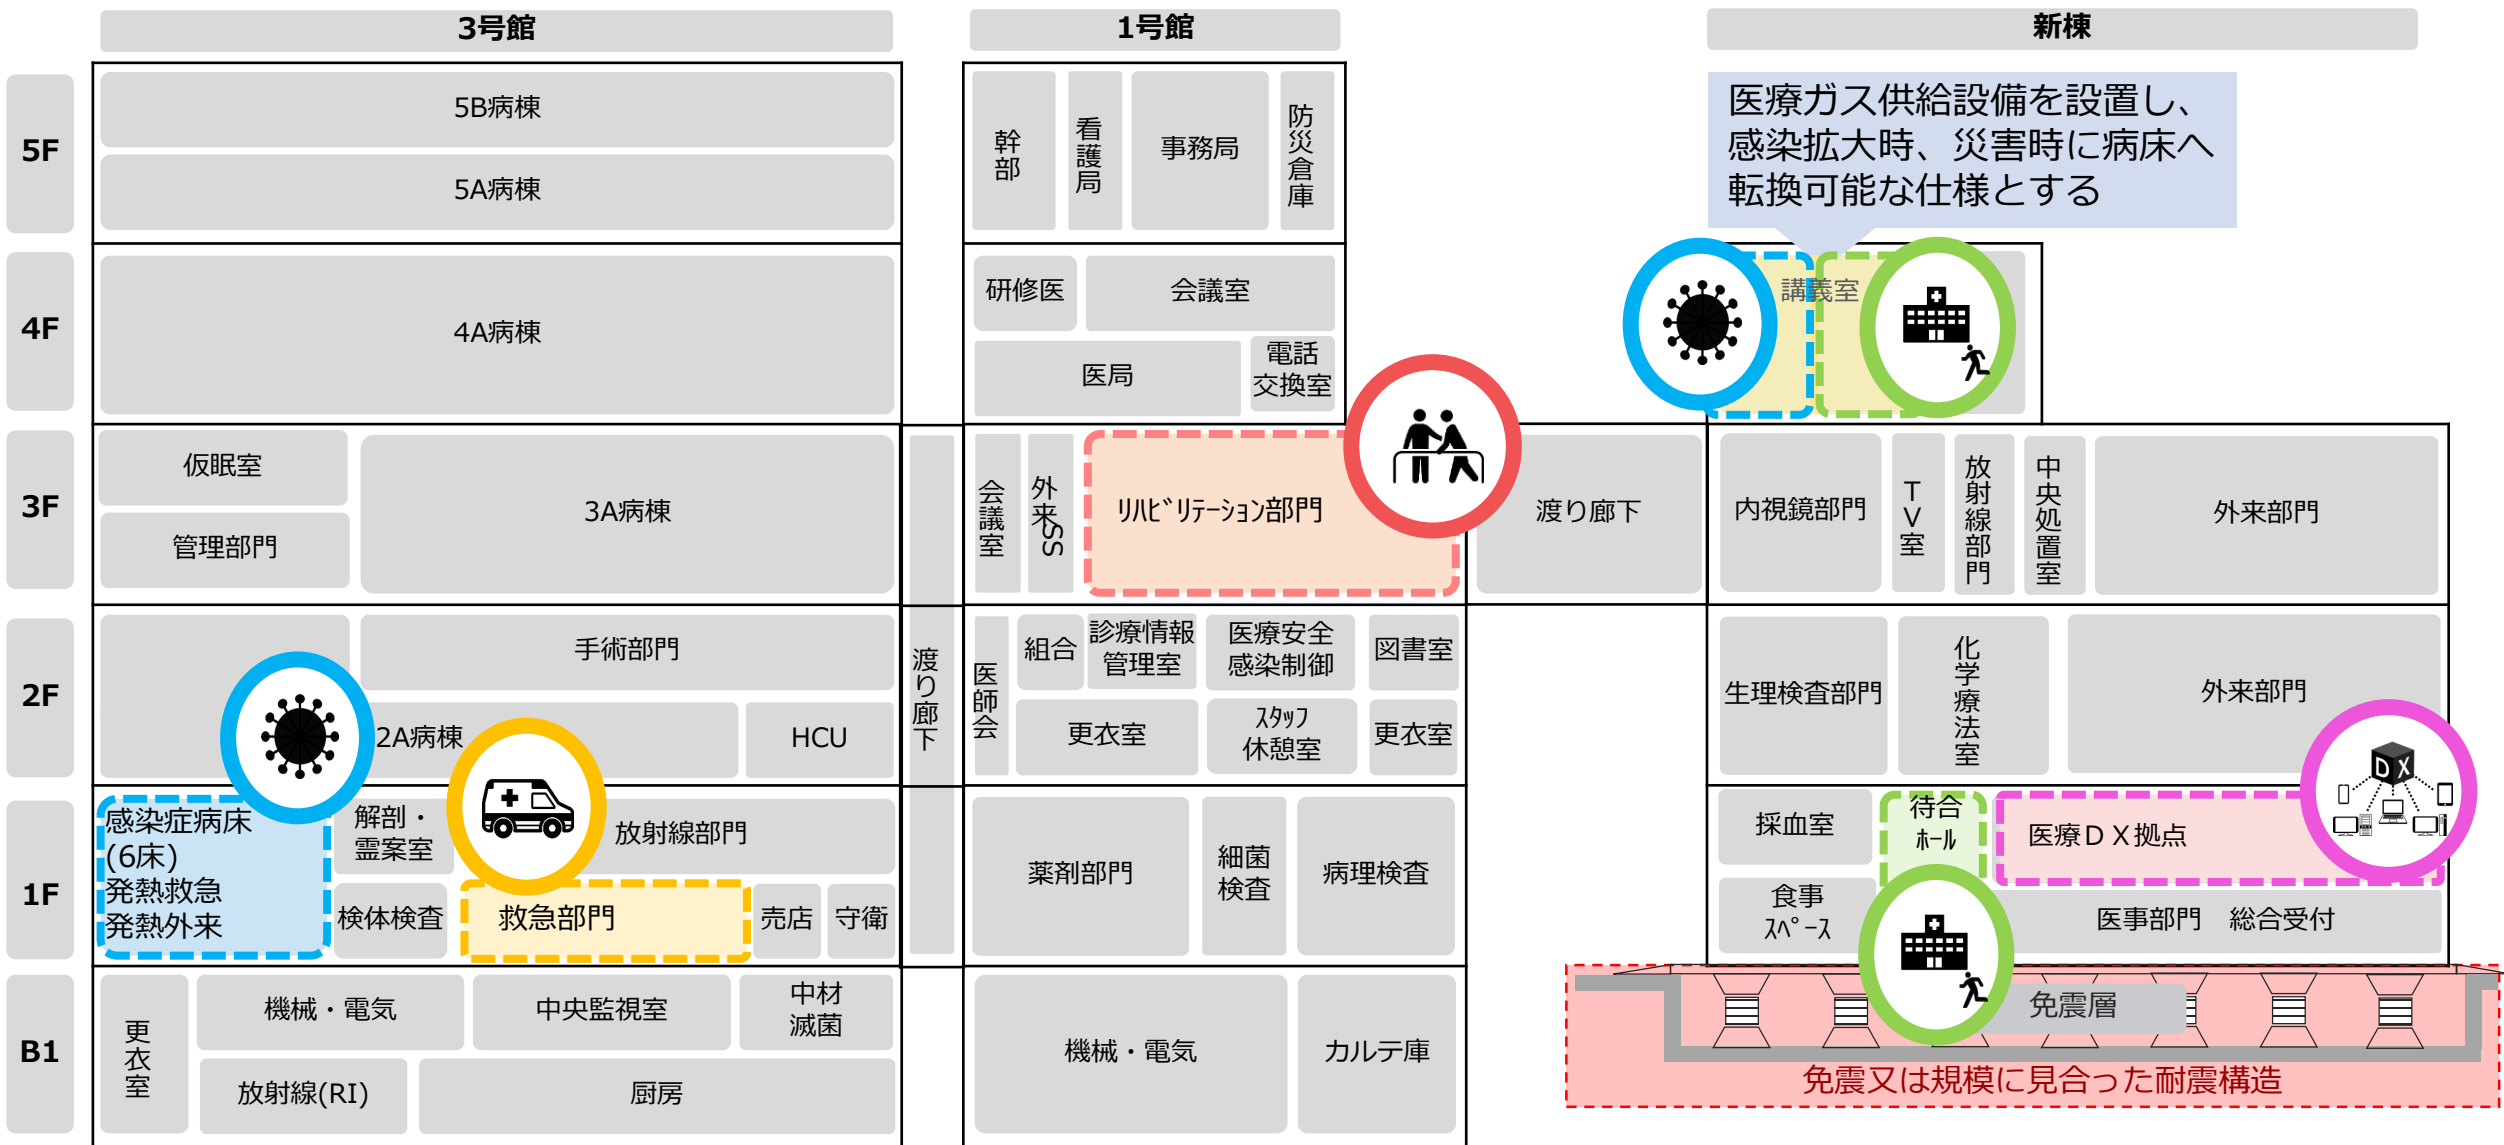 3号館
1号館
新棟
5F
5B病棟
5A病棟
幹部
看護局
事務局
防災倉庫
医療ガス供給設備を設置し、
感染拡大時、災害時に病床へ
転換可能な仕様とする
4F
4A病棟
研修医
会議室
医局
電話
交換室
講義室
3F
仮眠室
管理部門
3A病棟
会議室
外来SS
ﾘﾊﾋﾞﾘﾃｰｼｮﾝ部門
渡り廊下
内視鏡部門
TV室
放射線部門
中央処置室
外来部門
2F
手術部門
2A病棟
HCU
渡り廊下
医師会
組合
診療情報
管理室
医療安全
感染制御
図書室
更衣室
ｽﾀｯﾌ
休憩室
更衣室
生理検査部門
化学療法室
外来部門
DX
1F
感染症病床
(6床)
発熱救急
発熱外来
解剖・
霊案室
放射線部門
検体検査
救急部門
売店
守衛
薬剤部門
細菌
検査
病理検査
採血室
待合
ﾎｰﾙ
医療ＤＸ拠点
食事
ｽﾍﾟｰｽ
医事部門　総合受付
B1
更衣室
機械・電気
中央監視室
中材
滅菌
放射線(RI)
厨房
機械・電気
カルテ庫
免震層
免震又は規模に見合った耐震構造